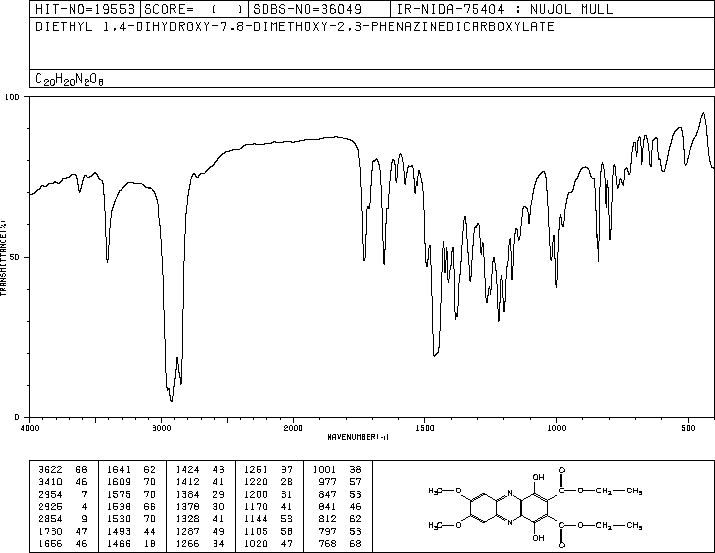 HIT-NO=19553 SCORE= ( ) SDBS-NO=36049 IR-NIDA-75404 : NUJOL MULL
DIETHYL 1,4-DIHYDROXY-7,8-DIMETHOXY-2,3-PHENAZINEDICARBOXYLATE
C20H20N2O8
100
50
0
TRANSMITTANCE(%)
4000 3000 2000 1500 1000 500
WAVENUMBER(-1)
3622 68 1641 62 1424 43 1261 37 1001 38
3410 46 1609 70 1412 41 1220 28 977 57
2954 7 1575 70 1384 29 1200 31 847 53
2925 4 1538 66 1378 30 1170 41 841 46
2854 9 1530 70 1328 41 1144 53 812 62
1730 47 1493 44 1287 49 1105 58 797 53
1656 46 1466 18 1266 34 1020 47 768 68
OH O
H3C O N C O CH2 CH3
H3C O N C O CH2 CH3
OH O